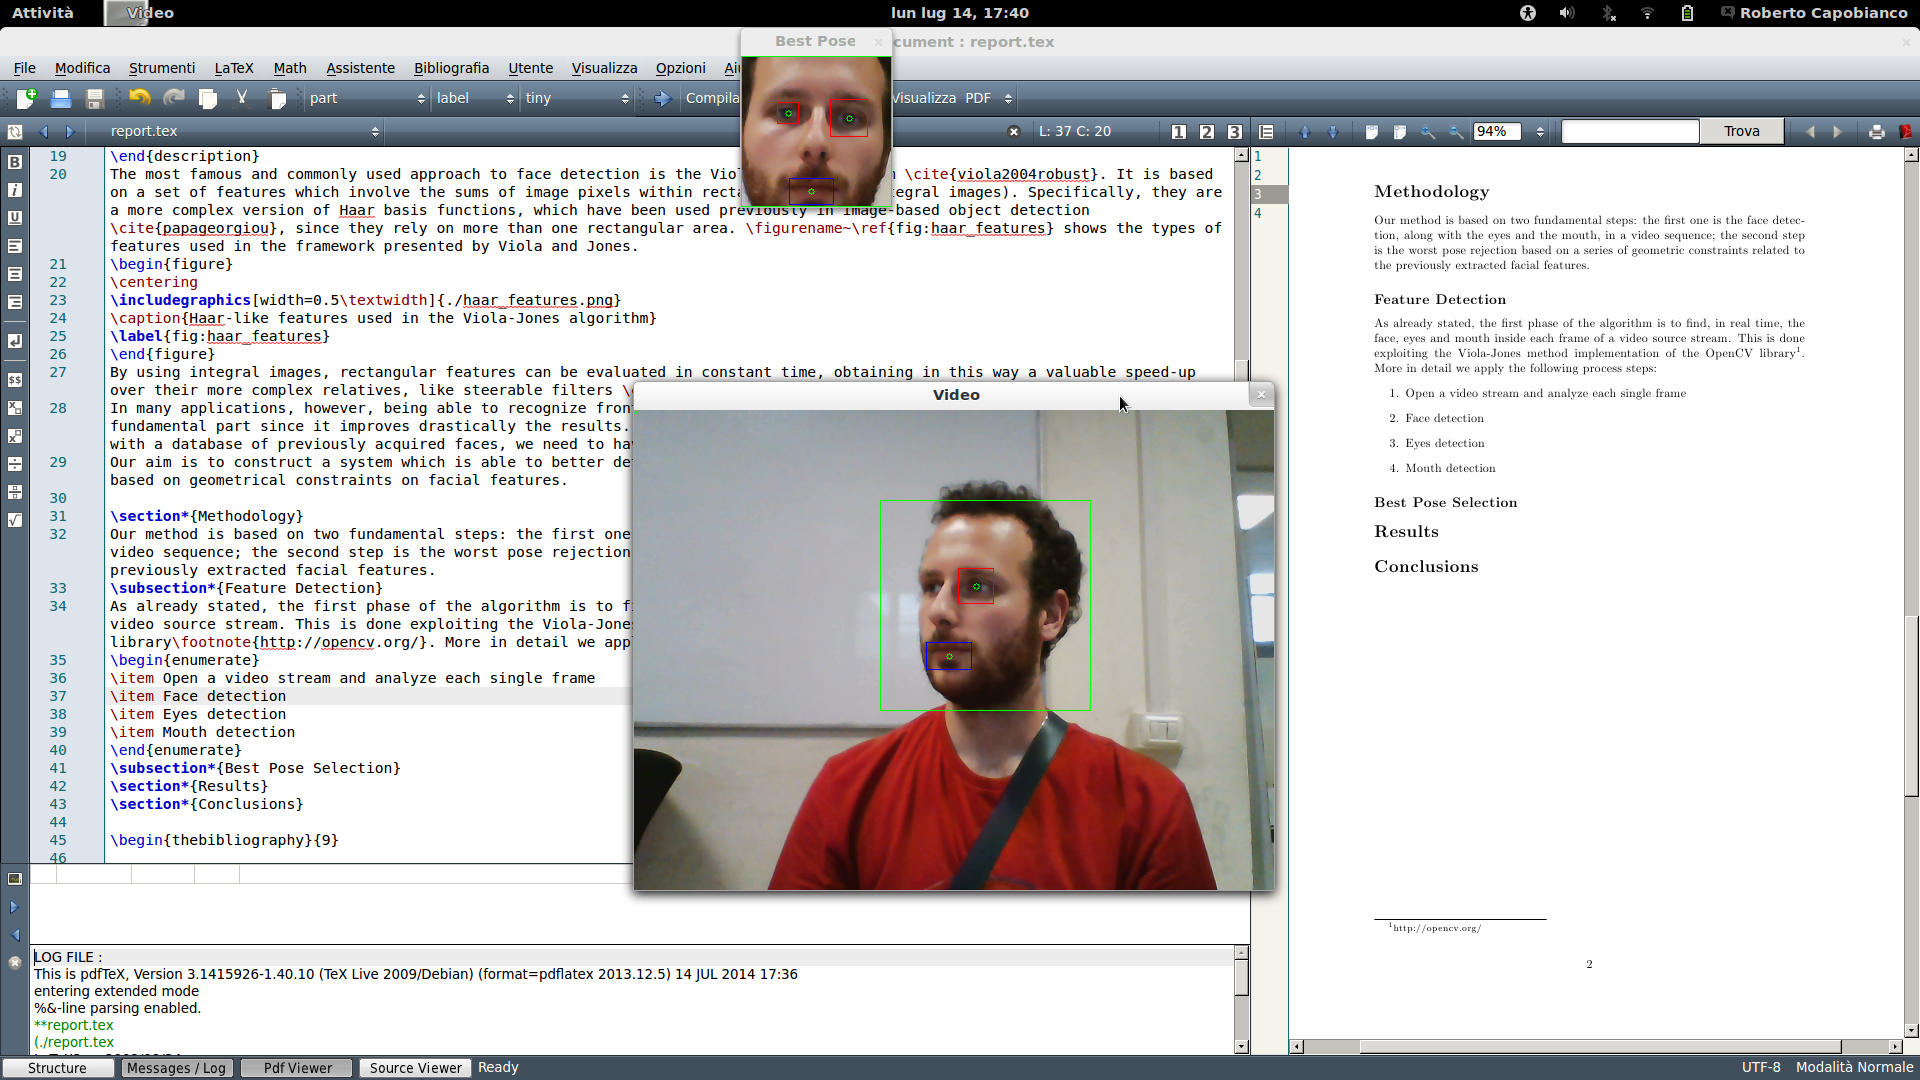 Attività
Video
lun lug 14, 17:40
Roberto Capobianco
Best Pose
cument : report.tex
File Modifica Strumenti LaTeX Math Assistente Bibliografia Utente Visualizza Opzioni
part label tiny Compila Visualizza PDF
report.tex
L: 37 C: 20
1 2 3
94%
Trova
19 \end{description}
20 The most famous and commonly used approach to face detection is the \cite{viola2004robust}. It is based
on a set of features which involve the sums of image pixels within Specifically, they are
a more complex version of Haar basis functions, which have been used previously in image-based object detection
\cite{papageorgiou}, since they rely on more than one rectangular area. \figurename~\ref{fig:haar_features} shows the types of
features used in the framework presented by Viola and Jones.
21 \begin{figure}
22 \centering
23 \includegraphics[width=0.5\textwidth]{./haar_features.png}
24 \caption{Haar-like features used in the Viola-Jones algorithm}
25 \label{fig:haar_features}
26 \end{figure}
27 By using integral images, rectangular features can be evaluated in constant time, obtaining in this way a valuable speed-up
over their more complex relatives, like steerable filters \
28 In many applications, however, being able to recognize
fundamental part since it improves drastically the results.
with a database of previously acquired faces, we need to
29 Our aim is to construct a system which is able to better
based on geometrical constraints on facial features.
30
31 \section*{Methodology}
32 Our method is based on two fundamental steps: the first one
video sequence; the second step is the worst pose rejection
previously extracted facial features.
33 \subsection*{Feature Detection}
34 As already stated, the first phase of the algorithm is to
video source stream. This is done exploiting the Viola-Jones
library\footnote{http://opencv.org/}. More in detail we
35 \begin{enumerate}
36 \item Open a video stream and analyze each single frame
37 \item Face detection
38 \item Eyes detection
39 \item Mouth detection
40 \end{enumerate}
41 \subsection*{Best Pose Selection}
42 \section*{Results}
43 \section*{Conclusions}
44
45 \begin{thebibliography}{9}
46
Video
1
2
3
4
Methodology
Our method is based on two fundamental steps: the first one is the face detec-
tion, along with the eyes and the mouth, in a video sequence; the second step
is the worst pose rejection based on a series of geometric constraints related to
the previously extracted facial features.
Feature Detection
As already stated, the first phase of the algorithm is to find, in real time, the
face, eyes and mouth inside each frame of a video source stream. This is done
exploiting the Viola-Jones method implementation of the OpenCV library1.
More in detail we apply the following process steps:
1. Open a video stream and analyze each single frame
2. Face detection
3. Eyes detection
4. Mouth detection
Best Pose Selection
Results
Conclusions
1http://opencv.org/
2
LOG FILE :
This is pdfTeX, Version 3.1415926-1.40.10 (TeX Live 2009/Debian) (format=pdflatex 2013.12.5) 14 JUL 2014 17:36
entering extended mode
%&-line parsing enabled.
**report.tex
(./report.tex
Structure Messages / Log Pdf Viewer Source Viewer Ready
UTF-8 Modalità Normale